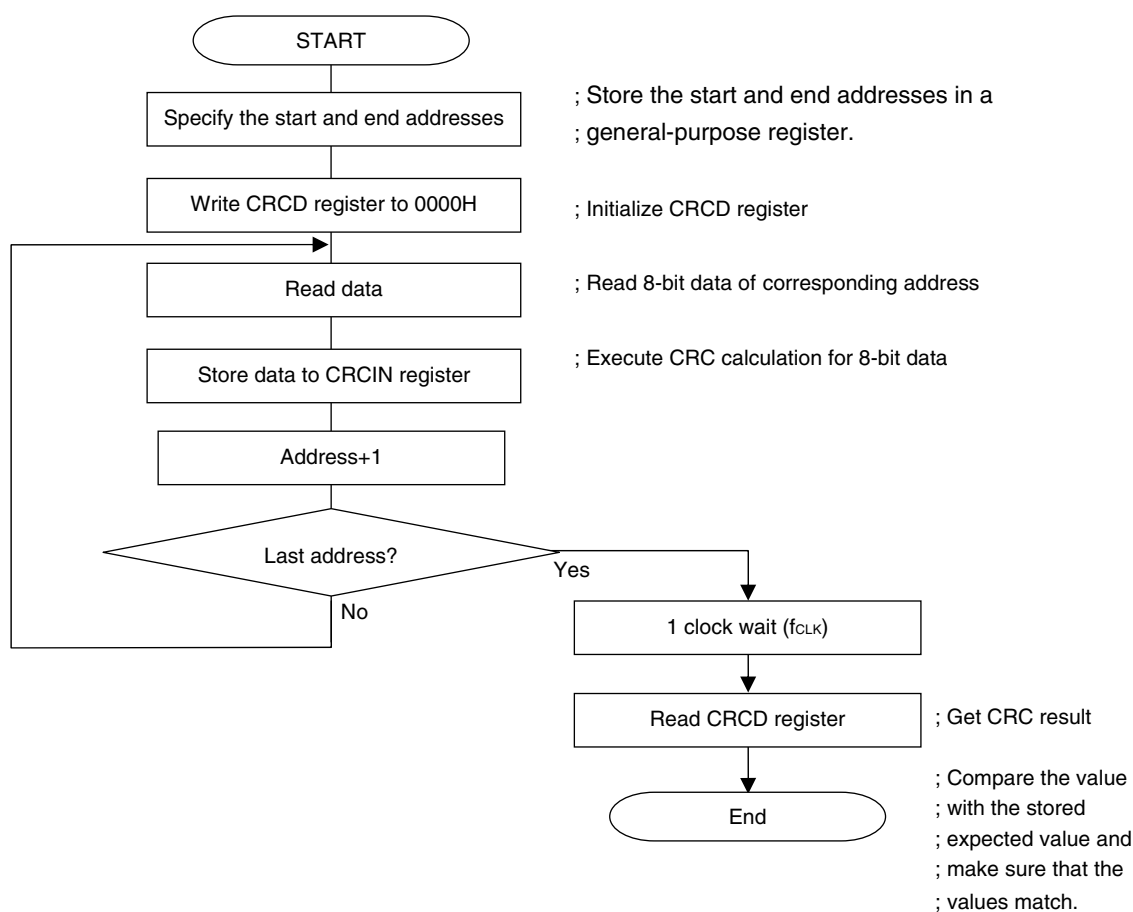 START
Specify the start and end addresses
; Store the start and end addresses in a
; general-purpose register.
Write CRCD register to 0000H
; Initialize CRCD register
Read data
; Read 8-bit data of corresponding address
Store data to CRCIN register
; Execute CRC calculation for 8-bit data
Address+1
Last address?
Yes
No
1 clock wait (fCLK)
Read CRCD register
; Get CRC result
End
; Compare the value
; with the stored
; expected value and
; make sure that the
; values match.